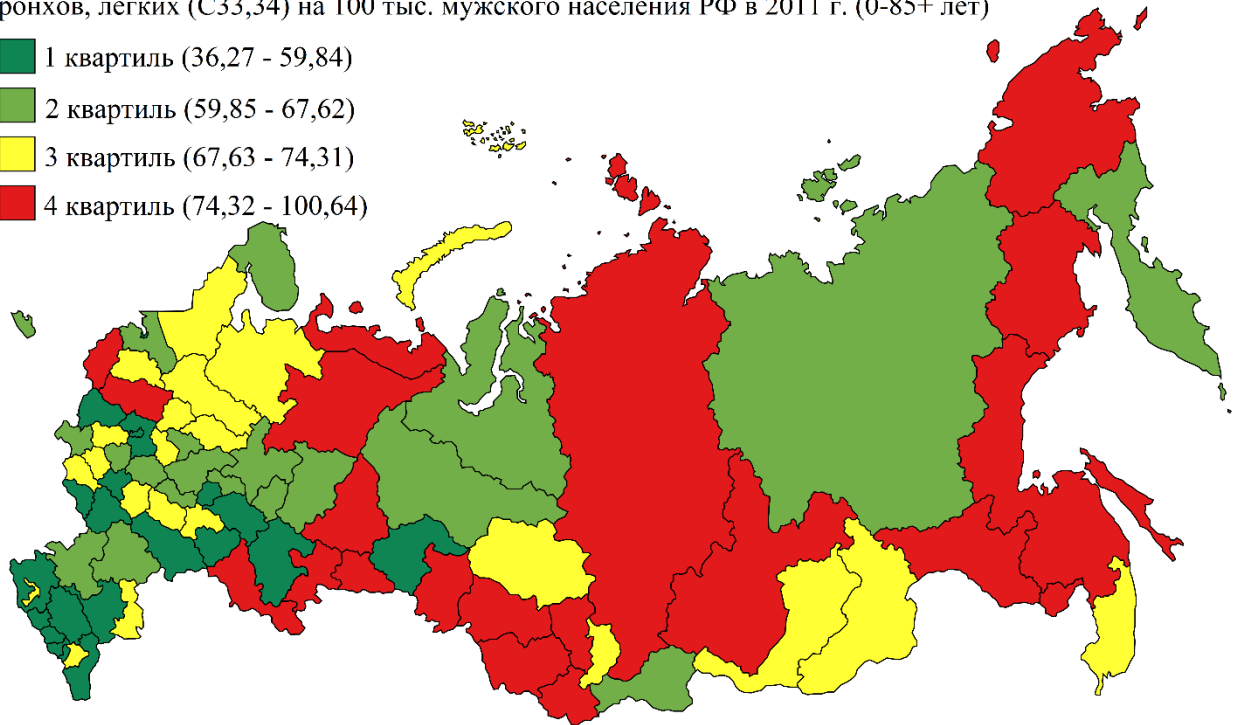 ронхов, легких (С33,34) на 100 тыс. мужского населения РФ в 2011 г. (0-85+ лет)
1 квартиль (36,27 - 59,84)
2 квартиль (59,85 - 67,62)
3 квартиль (67,63 - 74,31)
4 квартиль (74,32 - 100,64)